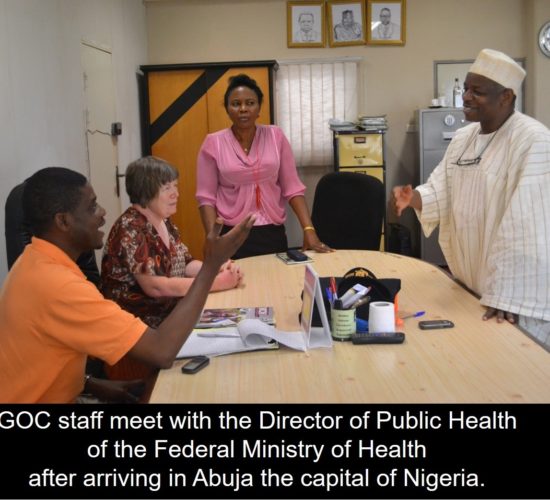 GOC staff meet with the Director of Public Health
of the Federal Ministry of Health
after arriving in Abuja the capital of Nigeria.